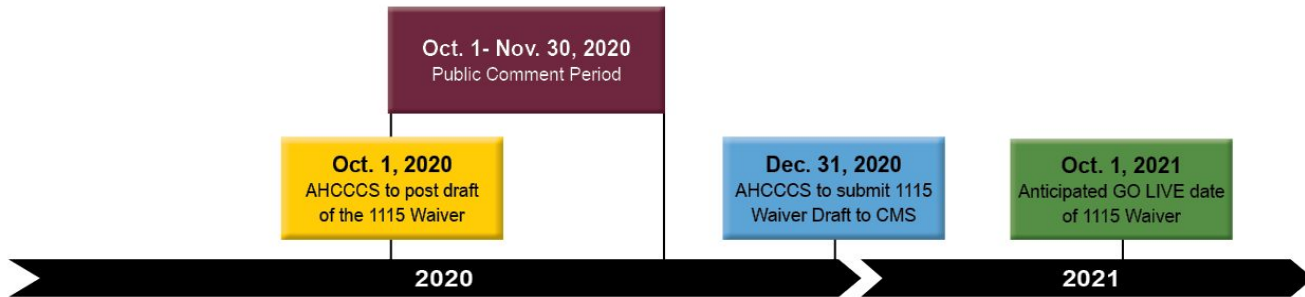 Oct. 1- Nov. 30, 2020
Public Comment Period
Oct. 1, 2020
AHCCCS to post draft
of the 1115 Waiver
Dec. 31, 2020
AHCCCS to submit 1115
Waiver Draft to CMS
Oct. 1, 2021
Anticipated GO LIVE date
of 1115 Waiver
2020
2021